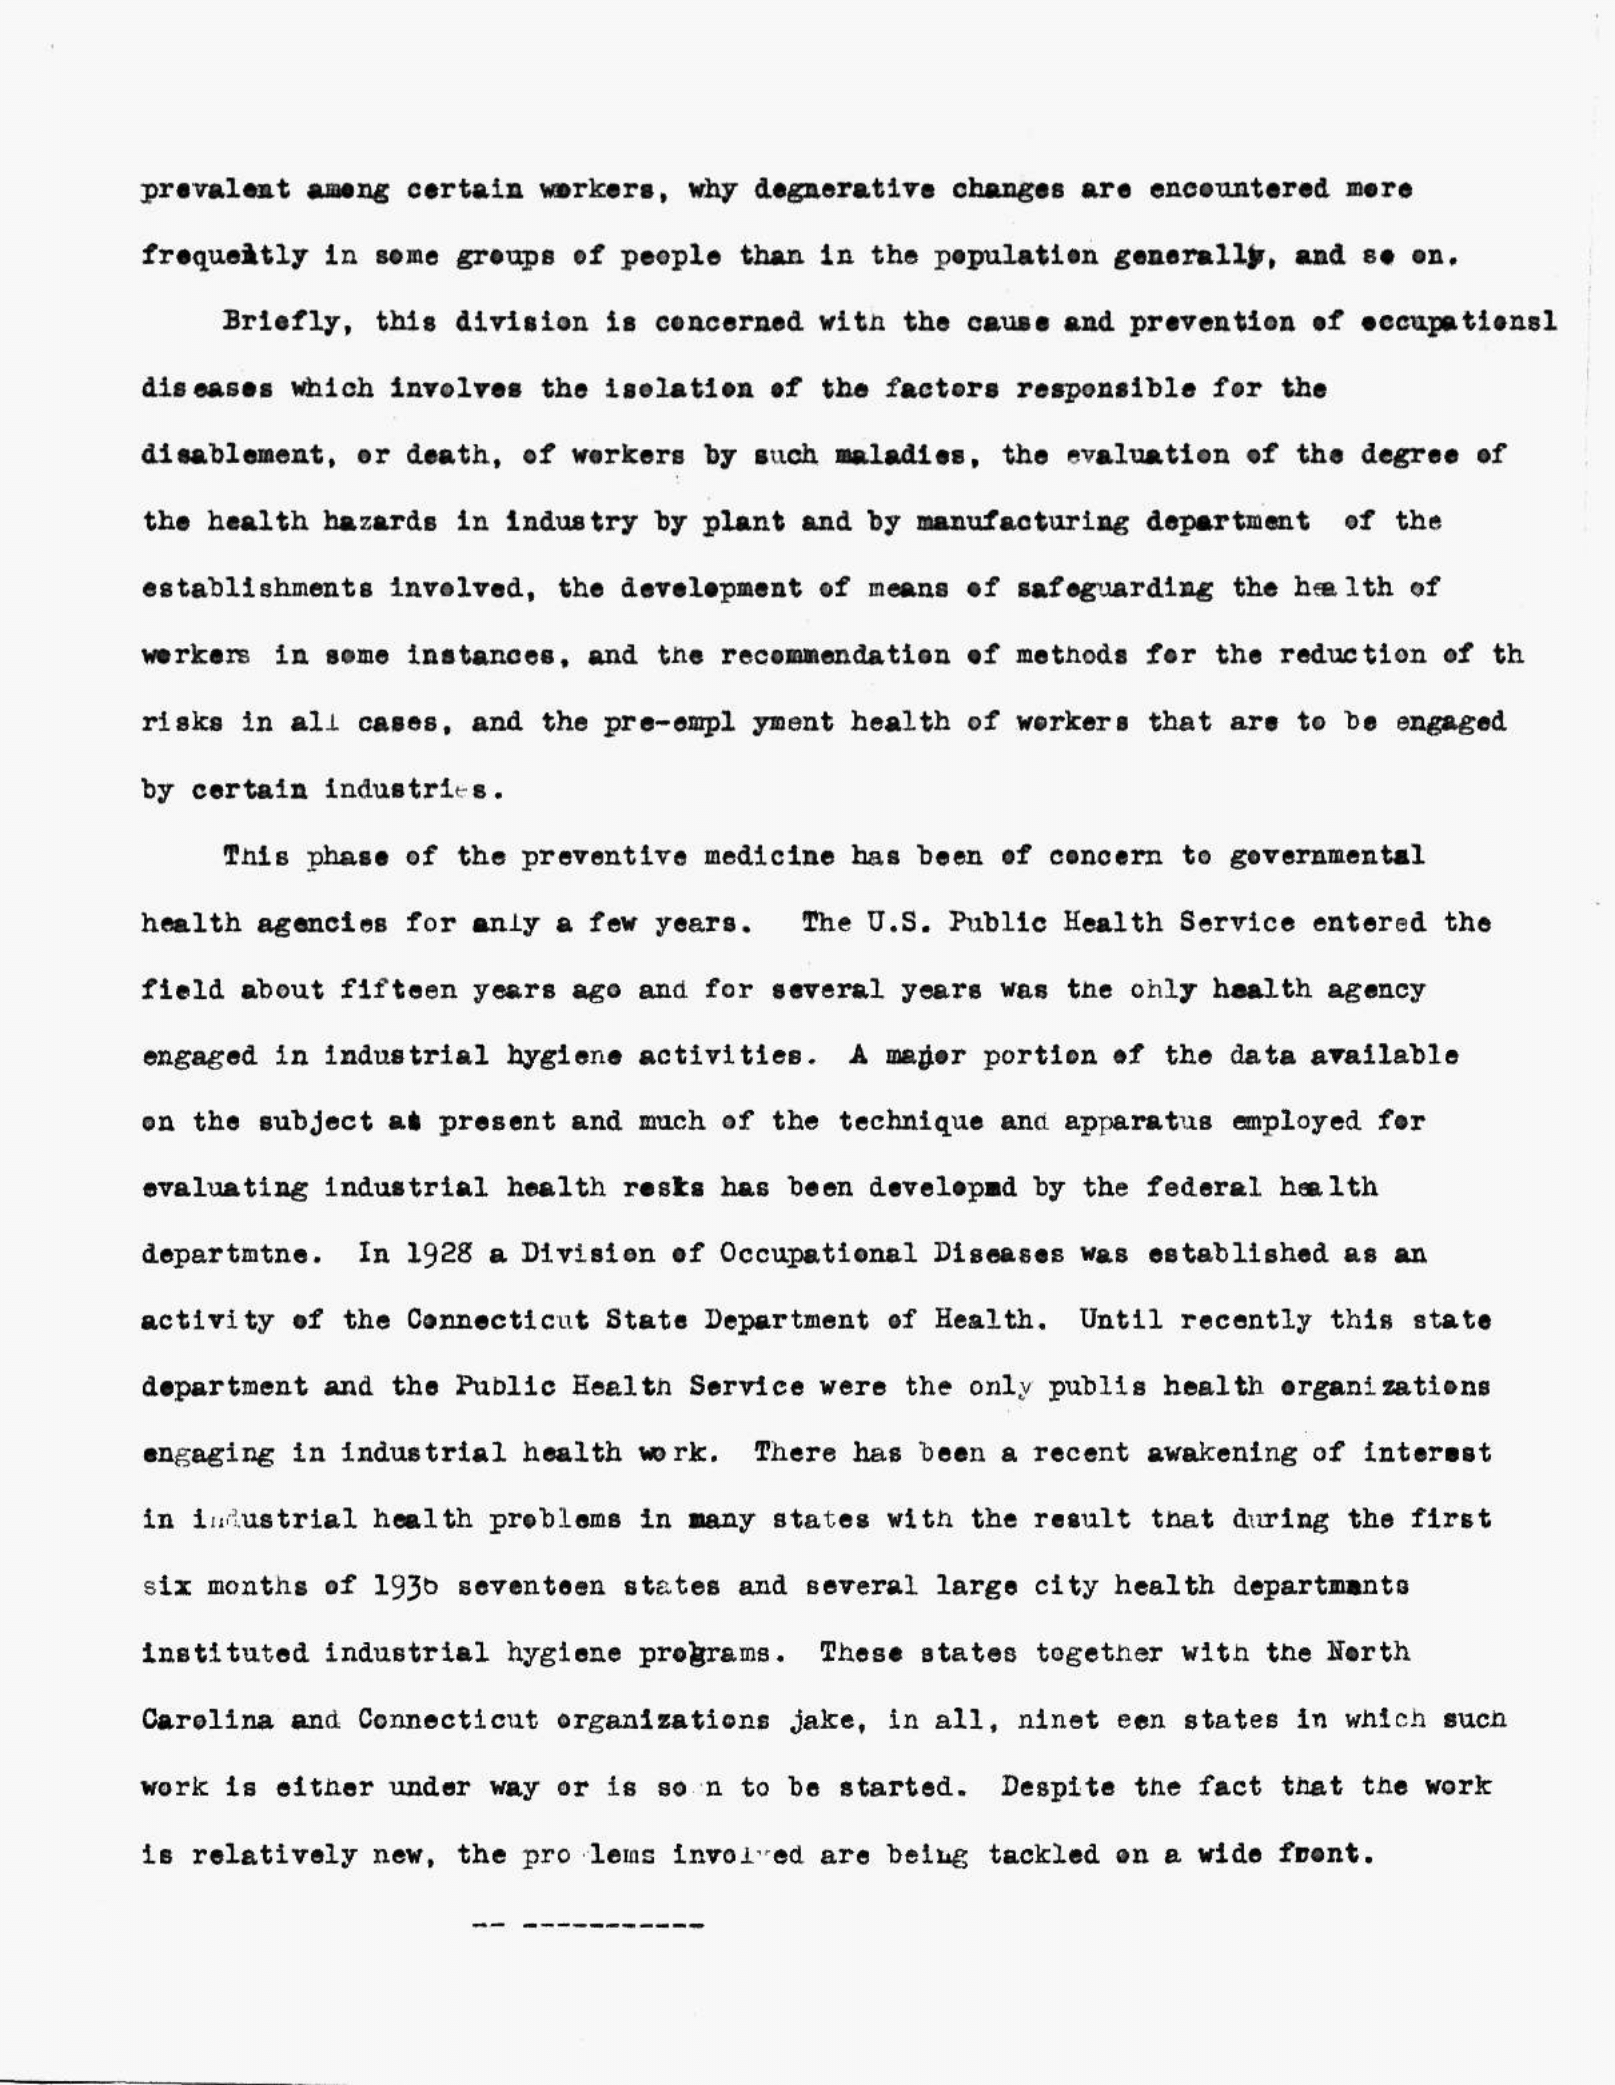 prevalent among certain workers, why degnerative changes are encountered more
frequently in some groups of people than in the population generally, and so on.
Briefly, this division is concerned with the cause and prevention of occupationsl
diseases which involves the isolation of the factors responsible for the
disablement, or death, of workers by such maladies, the evaluation of the degree of
the health hazards in industry by plant and by manufacturing department of the
establishments involved, the development of means of safeguarding the health of
workers in some instances, and the recommendation of methods for the reduction of th
risks in all cases, and the pre-empl yment health of workers that are to be engaged
by certain industries.
This phase of the preventive medicine has been of concern to governmental
health agencies for anly a few years. The U.S. Public Health Service entered the
field about fifteen years ago and for several years was the ohly health agency
engaged in industrial hygiene activities. A major portion of the data available
on the subject at present and much of the technique and apparatus employed for
evaluating industrial health resks has been developmd by the federal health
departmtne. In 1928 a Division of Occupational Diseases was established as an
activity of the Connecticut State Department of Health. Until recently this state
department and the Public Health Service were the only publis health organizations
engaging in industrial health work. There has been a recent awakening of interest
in industrial health problems in many states with the result that during the first
six months of 1936 seventeen states and several large city health departmants
instituted industrial hygiene programs. These states together with the North
Carolina and Connecticut organizations jake, in all, ninet een states in which such
work is either under way or is so n to be started. Despite the fact that the work
is relatively new, the pro lems involved are being tackled on a wide front.
-- -----------